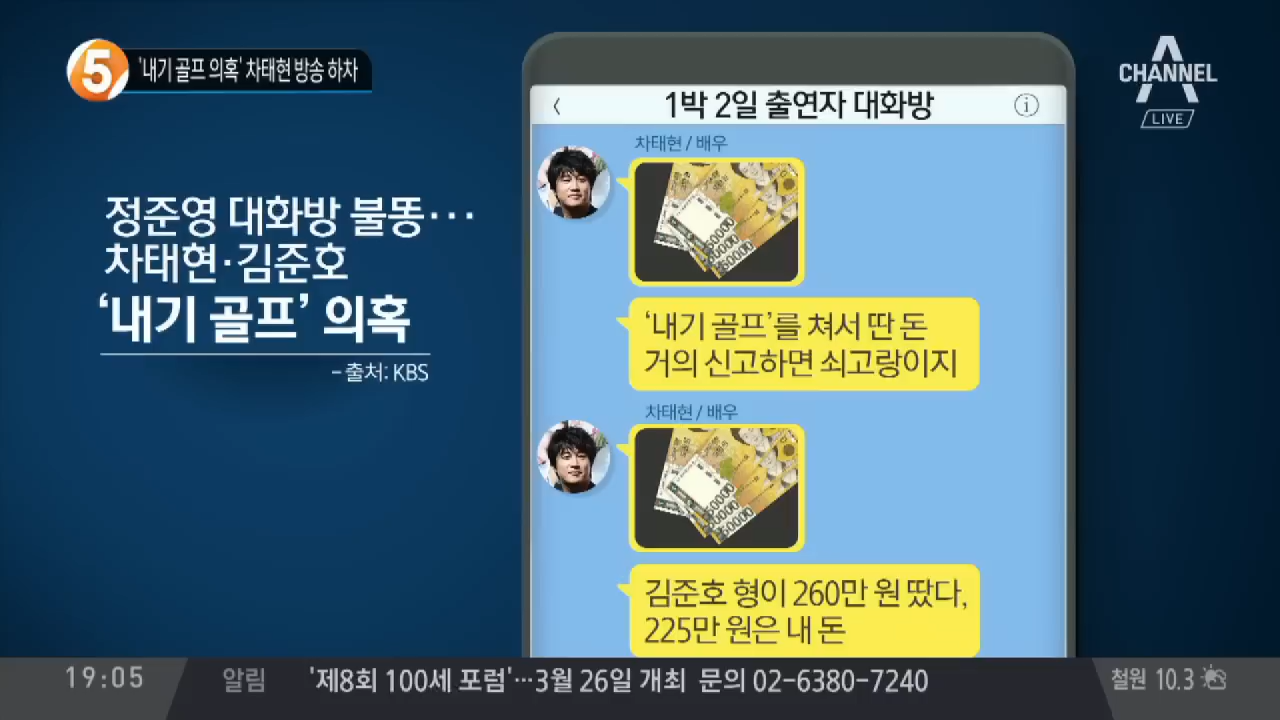 5 '내기 골프 의혹' 차태현 방송 하차
CHANNEL A
LIVE
정준영 대화방 불똥…
차태현·김준호
'내기 골프' 의혹
- 출처: KBS
1박 2일 출연자 대화방
차태현 / 배우
50000
50000
50000
'내기 골프'를 쳐서 딴 돈
거의 신고하면 쇠고랑이지
차태현 / 배우
50000
50000
50000
김준호 형이 260만 원 땄다,
225만 원은 내 돈
19:05 알림 '제8회 100세 포럼'…3월 26일 개최 문의 02-6380-7240 철원 10.3